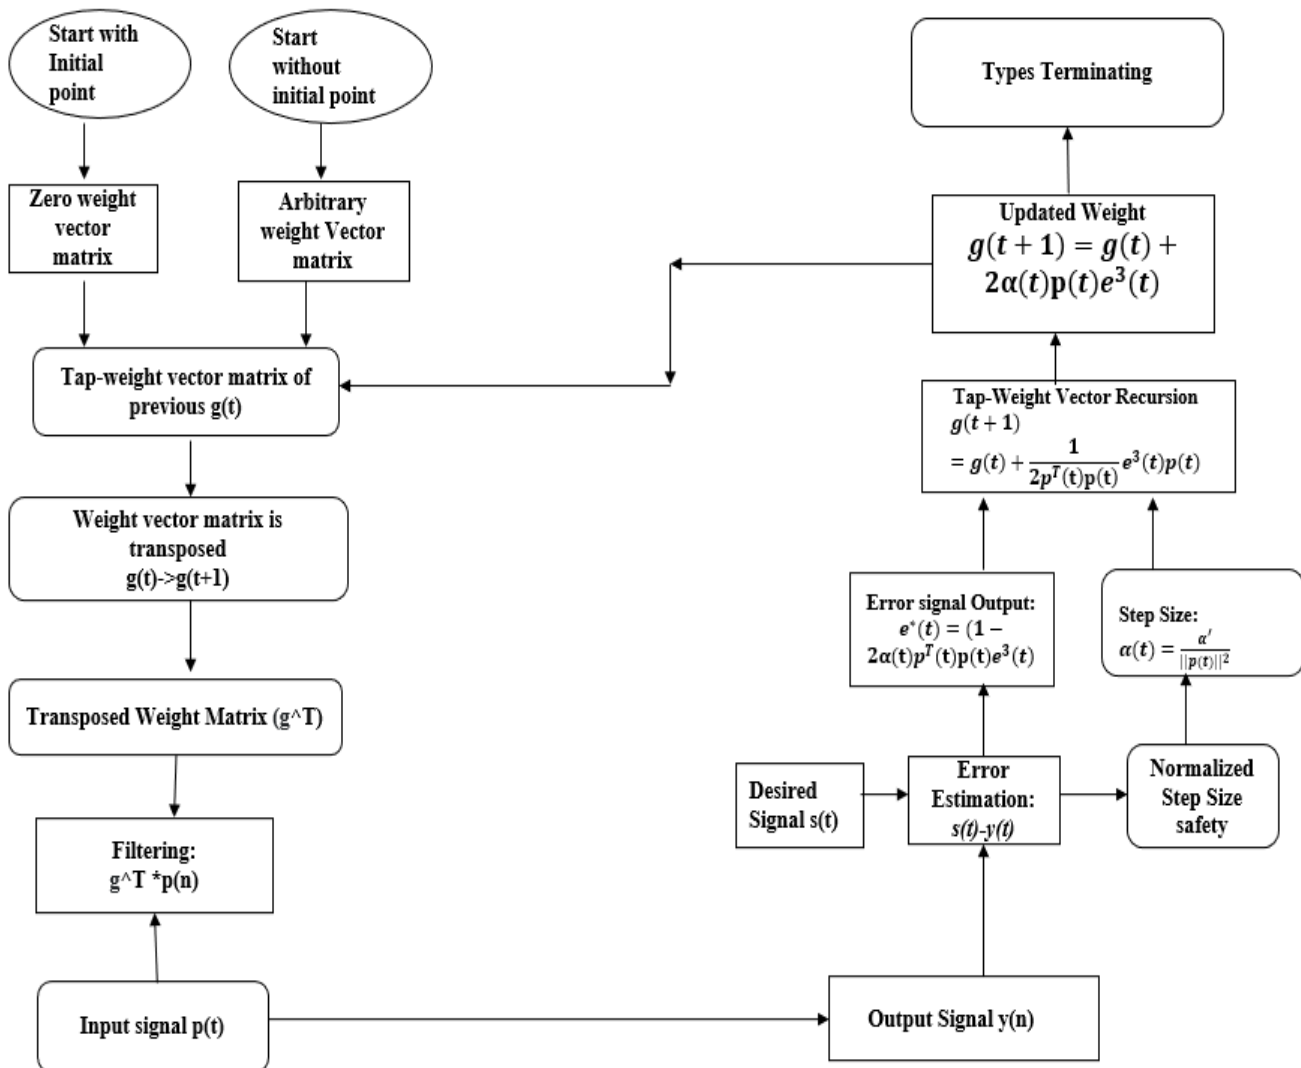 Start with
Initial
point
Start
without
initial point
Types Terminating
Zero weight
vector
matrix
Arbitrary
weight Vector
matrix
Updated Weight
g(t + 1) = g(t) +
2α(t)p(t)e³(t)
Tap-weight vector matrix of
previous g(t)
Tap-Weight Vector Recursion
g(t + 1)
= g(t) + 1/(2pᵀ(t)p(t)) e³(t)p(t)
Weight vector matrix is
transposed
g(t)->g(t+1)
Error signal Output:
e*(t) = (1 −
2α(t)pᵀ(t)p(t)e³(t)
Step Size:
α(t) = α′/||p(t)||²
Transposed Weight Matrix (g^T)
Desired
Signal s(t)
Error
Estimation:
s(t)-y(t)
Normalized
Step Size
safety
Filtering:
g^T *p(n)
Input signal p(t)
Output Signal y(n)